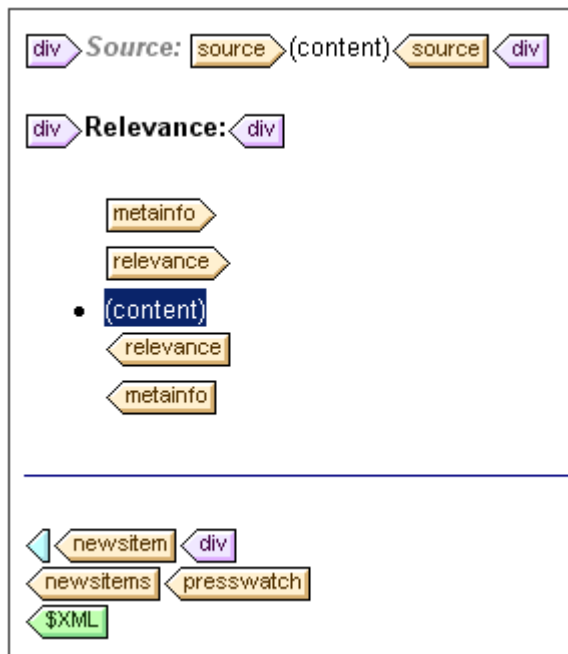 div Source: source (content) source div
div Relevance: div
metainfo
relevance
• (content)
relevance
metainfo
newsitem div
newsitems presswatch
$XML